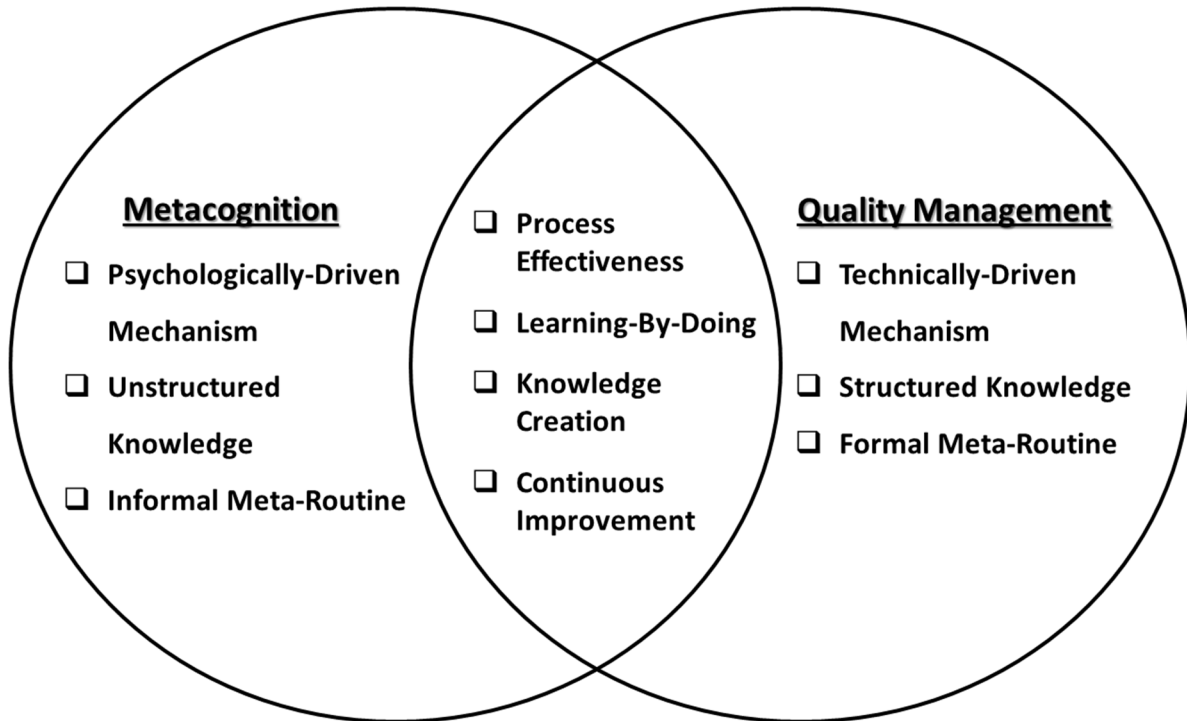 Metacognition
❑ Psychologically-Driven
Mechanism
❑ Unstructured
Knowledge
❑ Informal Meta-Routine
❑ Process
Effectiveness
❑ Learning-By-Doing
❑ Knowledge
Creation
❑ Continuous
Improvement
Quality Management
❑ Technically-Driven
Mechanism
❑ Structured Knowledge
❑ Formal Meta-Routine